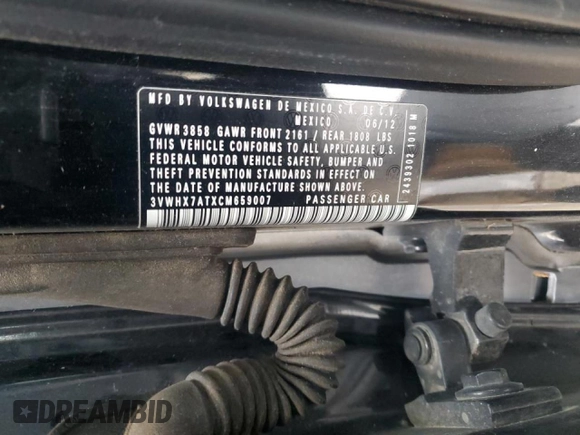 MFD BY VOLKSWAGEN DE MEXICO S.A. DE C.V.
MEXICO 06/12
GVWR 3858 GAWR FRONT 2161 / REAR 1808 LBS
THIS VEHICLE CONFORMS TO ALL APPLICABLE U.S.
FEDERAL MOTOR VEHICLE SAFETY, BUMPER AND
THEFT PREVENTION STANDARDS IN EFFECT ON
THE DATE OF MANUFACTURE SHOWN ABOVE.
3VWHX7ATXCM659007 PASSENGER CAR
2439302 1018 M
DREAMBID